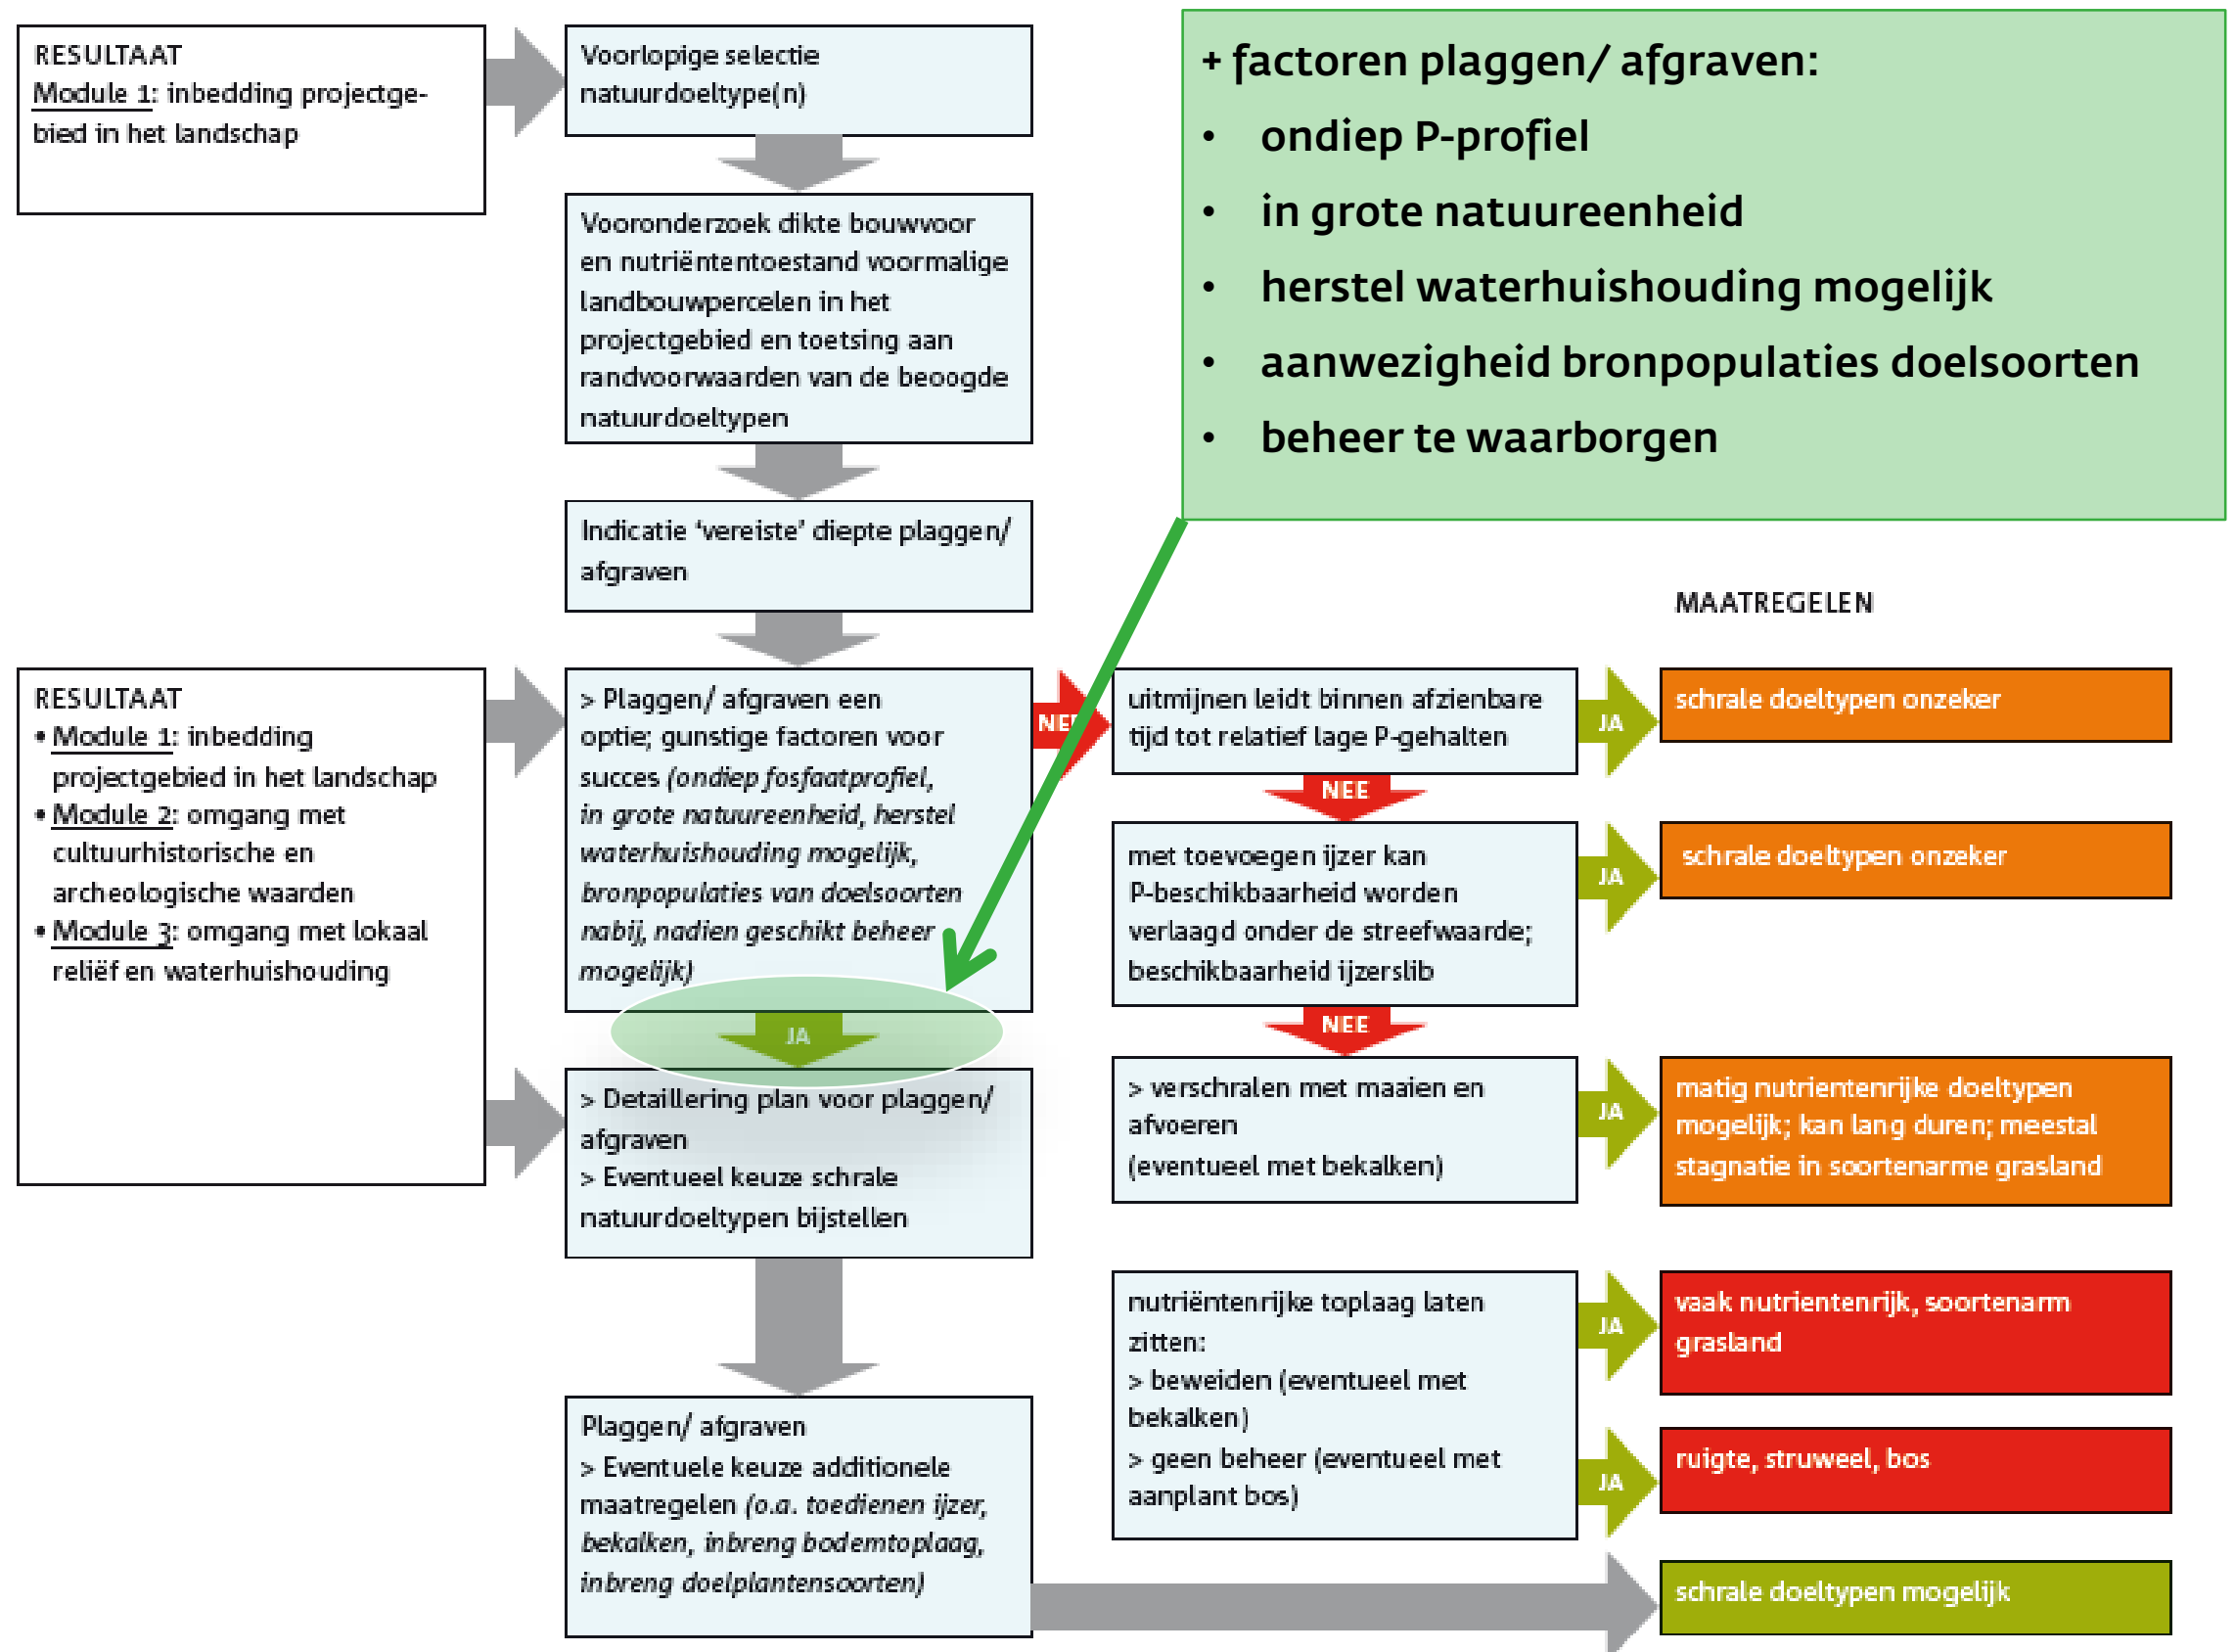 RESULTAAT
Module 1: inbedding projectge-
bied in het landschap
Voorlopige selectie
natuurdoeltype(n)
Vooronderzoek dikte bouwvoor
en nutriëntentoestand voormalige
landbouwpercelen in het
projectgebied en toetsing aan
randvoorwaarden van de beoogde
natuurdoeltypen
Indicatie ‘vereiste’ diepte plaggen/
afgraven
+ factoren plaggen/ afgraven:
• ondiep P-profiel
• in grote natuureenheid
• herstel waterhuishouding mogelijk
• aanwezigheid bronpopulaties doelsoorten
• beheer te waarborgen
RESULTAAT
• Module 1: inbedding
projectgebied in het landschap
• Module 2: omgang met
cultuurhistorische en
archeologische waarden
• Module 3: omgang met lokaal
reliëf en waterhuishouding
> Plaggen/ afgraven een
optie; gunstige factoren voor
succes (ondiep fosfaatprofiel,
in grote natuureenheid, herstel
waterhuishouding mogelijk,
bronpopulaties van doelsoorten
nabij, nadien geschikt beheer
mogelijk)
JA
> Detaillering plan voor plaggen/
afgraven
> Eventueel keuze schrale
natuurdoeltypen bijstellen
Plaggen/ afgraven
> Eventuele keuze additionele
maatregelen (o.a. toedienen ijzer,
bekalken, inbreng bodemtoplaag,
inbreng doelplantensoorten)
MAATREGELEN
NEE
uitmijnen leidt binnen afzienbare
tijd tot relatief lage P-gehalten
JA
schrale doeltypen onzeker
NEE
met toevoegen ijzer kan
P-beschikbaarheid worden
verlaagd onder de streefwaarde;
beschikbaarheid ijzerslib
JA
schrale doeltypen onzeker
NEE
> verschralen met maaien en
afvoeren
(eventueel met bekalken)
JA
matig nutrientenrijke doeltypen
mogelijk; kan lang duren; meestal
stagnatie in soortenarme grasland
nutriëntenrijke toplaag laten
zitten:
> beweiden (eventueel met
bekalken)
> geen beheer (eventueel met
aanplant bos)
JA
vaak nutrientenrijk, soortenarm
grasland
JA
ruigte, struweel, bos
schrale doeltypen mogelijk